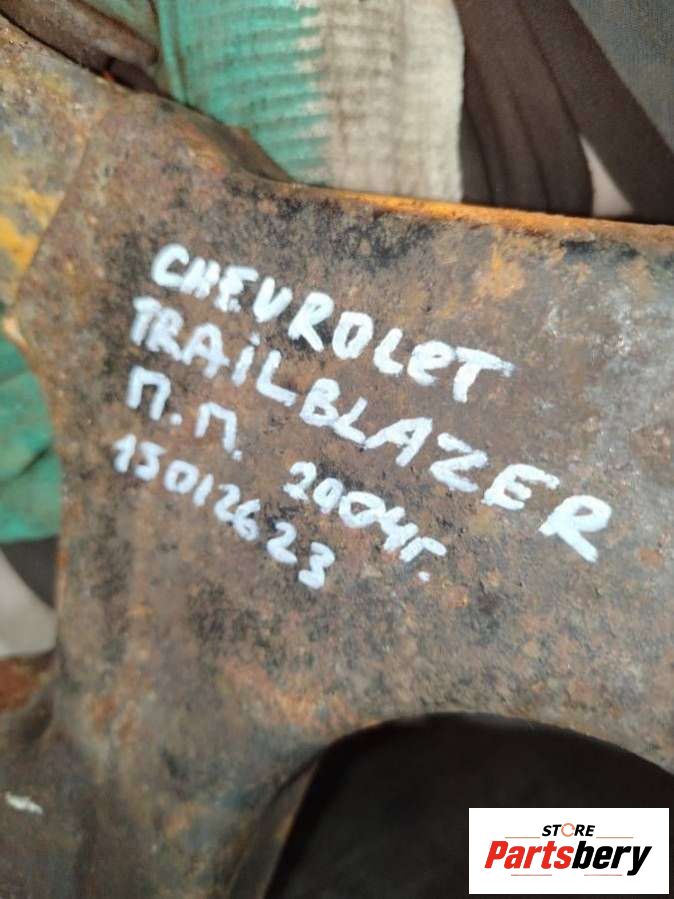 CHEVROLET
TRAILBLAZER
П.П. 2004г.
15012623
STORE
Partsbery